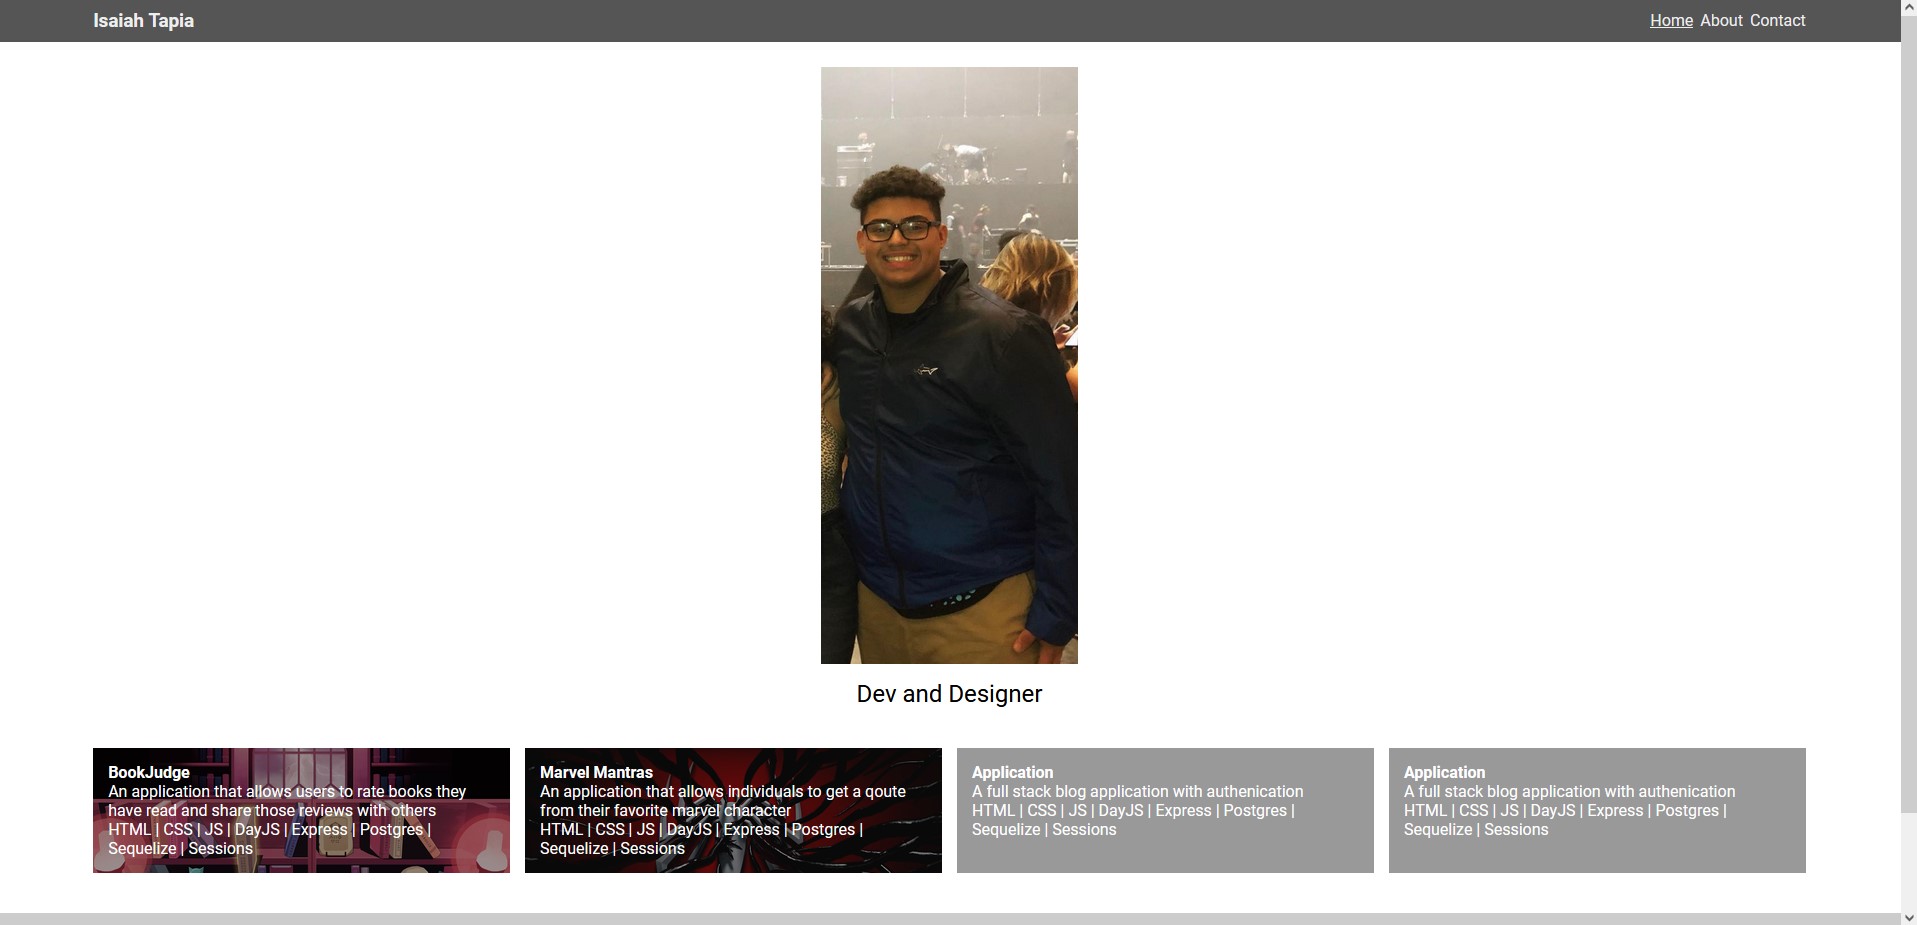 Isaiah Tapia
Home About Contact
Dev and Designer
BookJudge
An application that allows users to rate books they
have read and share those reviews with others
HTML | CSS | JS | DayJS | Express | Postgres |
Sequelize | Sessions
Marvel Mantras
An application that allows individuals to get a qoute
from their favorite marvel character
HTML | CSS | JS | DayJS | Express | Postgres |
Sequelize | Sessions
Application
A full stack blog application with authenication
HTML | CSS | JS | DayJS | Express | Postgres |
Sequelize | Sessions
Application
A full stack blog application with authenication
HTML | CSS | JS | DayJS | Express | Postgres |
Sequelize | Sessions